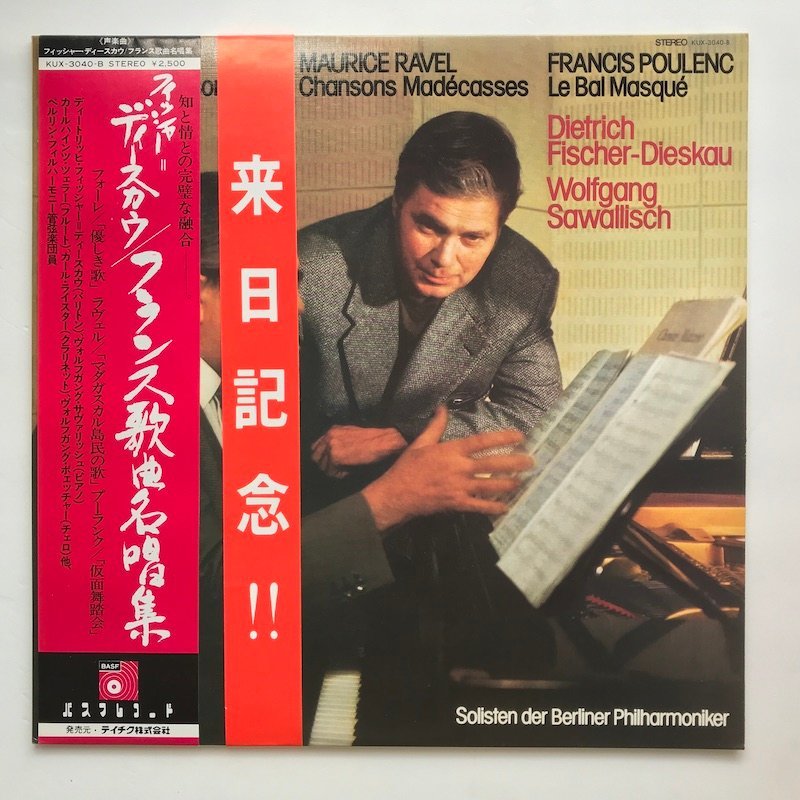 〈声楽曲〉
フィッシャー=ディースカウ/フランス歌曲名唱集
KUX-3040-B STEREO ¥2,500
知と情との完璧な融合
フィッシャー=
ディースカウ/フランス歌曲名唱集
フォーレ/「優しき歌」 ラヴェル/「マダガスカル島民の歌」 プーランク/「仮面舞踏会」
ディートリッヒ・フィッシャー=ディースカウ(バリトン)、ヴォルフガング・サヴァリッシュ(ピアノ)
カールハインツ・ツェラー(フルート)、カール・ライスター(クラリネット)、ヴォルフガング・ベェッチャー(チェロ)他、
ベルリン・フィルハーモニー管弦楽団員
BASF
バスフレコード
発売元・テイチク株式会社
来日記念!!
STEREO KUX-3040-B
MAURICE RAVEL
Chansons Madécasses
FRANCIS POULENC
Le Bal Masqué
Dietrich
Fischer-Dieskau
Wolfgang
Sawallisch
Solisten der Berliner Philharmoniker